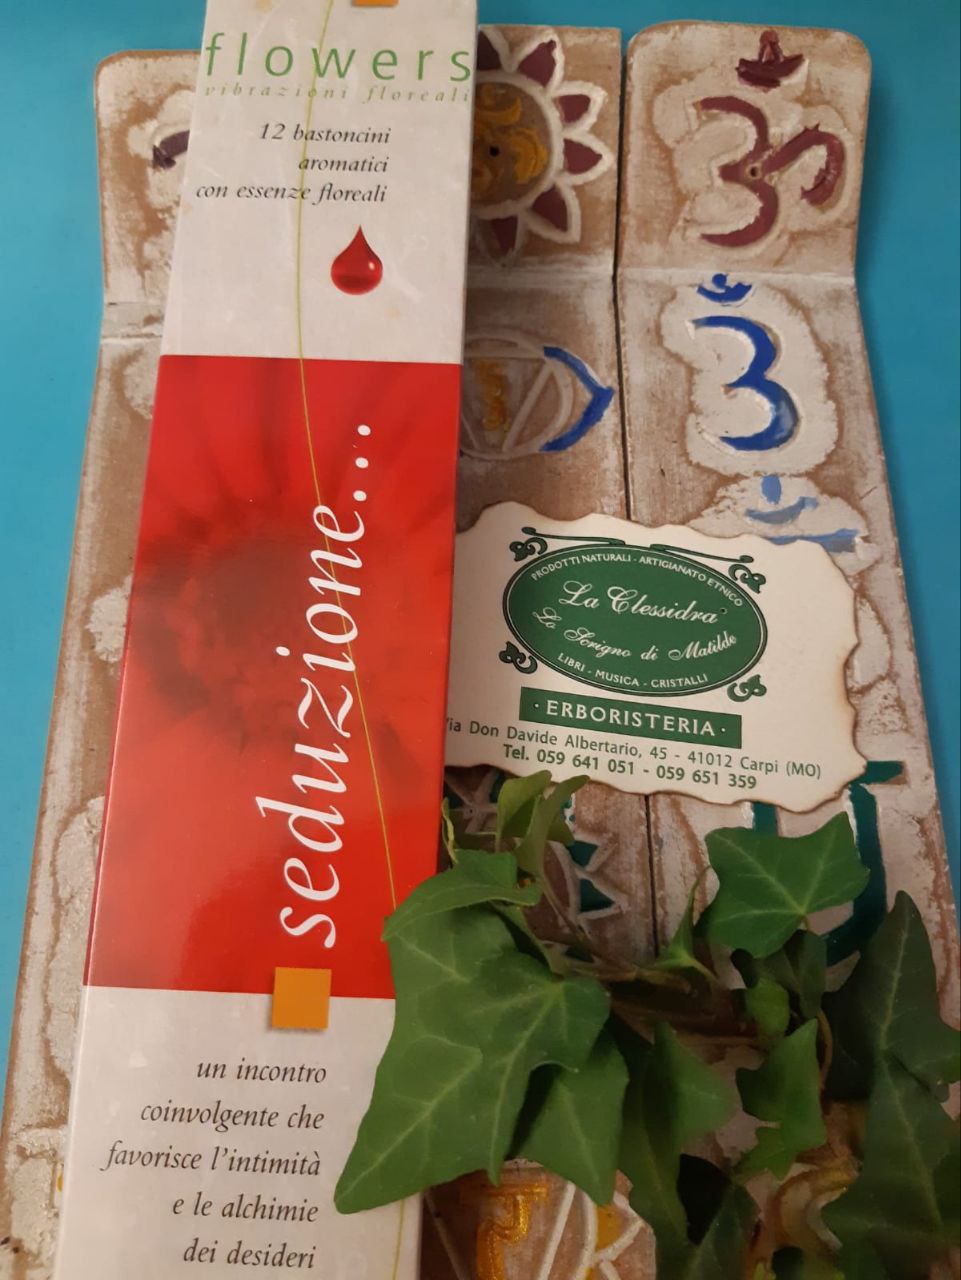 flowers
vibrazioni floreali
12 bastoncini
aromatici
con essenze floreali
seduzione...
un incontro
coinvolgente che
favorisce l'intimità
e le alchimie
dei desideri
PRODOTTI NATURALI - ARTIGIANATO ETNICO
La Clessidra
Lo Scrigno di Matilde
LIBRI - MUSICA - CRISTALLI
· ERBORISTERIA ·
Via Don Davide Albertario, 45 - 41012 Carpi (MO)
Tel. 059 641 051 - 059 651 359
ॐ